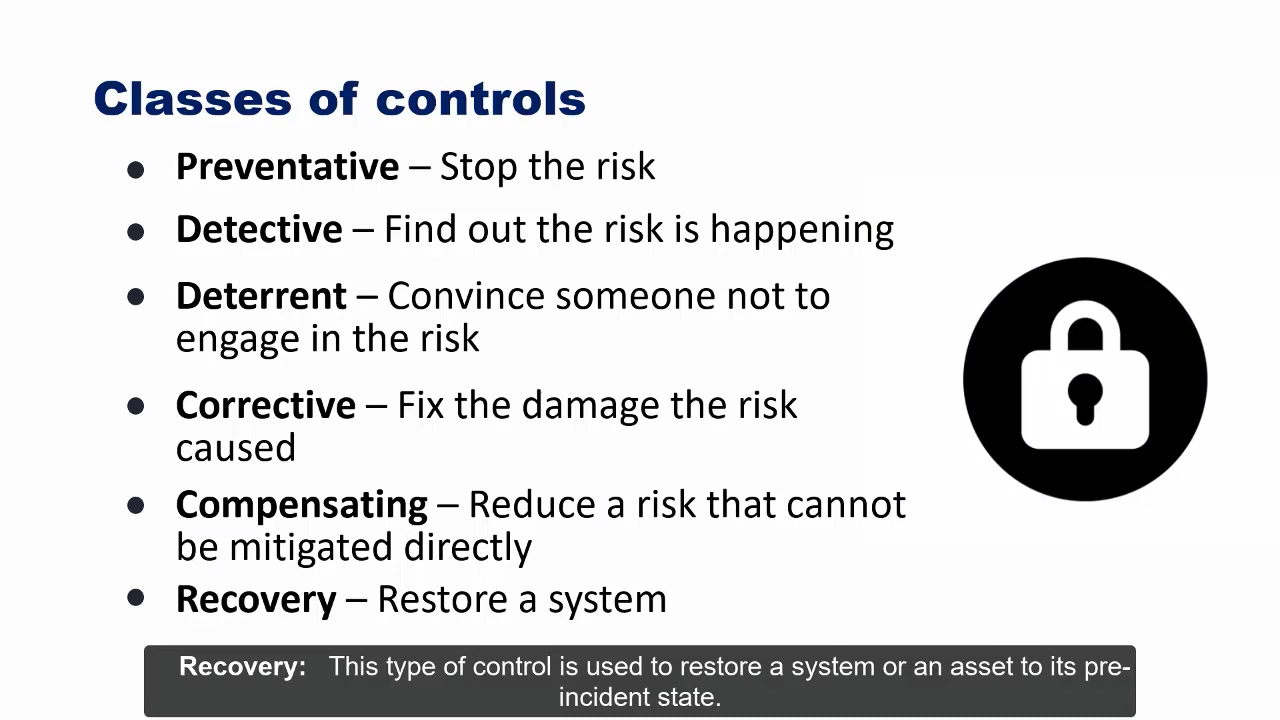 Classes of controls
● Preventative – Stop the risk
● Detective – Find out the risk is happening
● Deterrent – Convince someone not to
engage in the risk
● Corrective – Fix the damage the risk
caused
● Compensating – Reduce a risk that cannot
be mitigated directly
● Recovery – Restore a system
Recovery: This type of control is used to restore a system or an asset to its pre-
incident state.